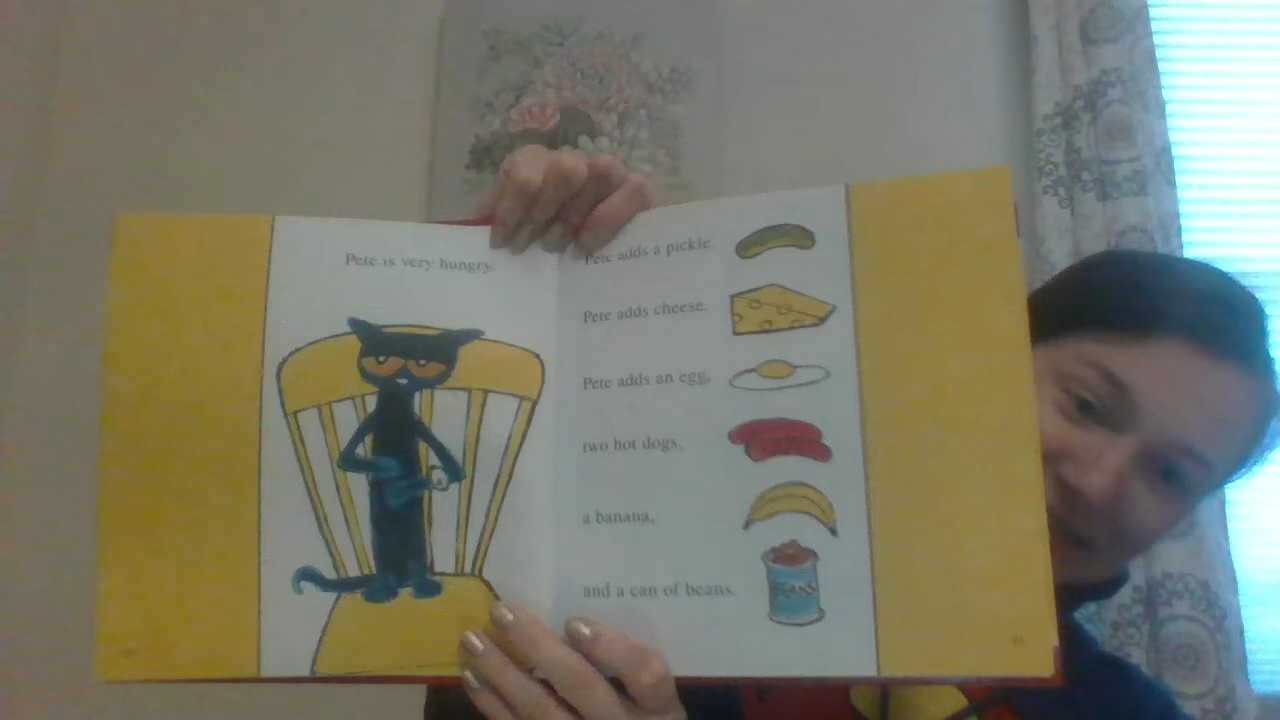 Pete is very hungry.
Pete adds a pickle.
Pete adds cheese.
Pete adds an egg,
two hot dogs,
a banana,
and a can of beans.
BEANS